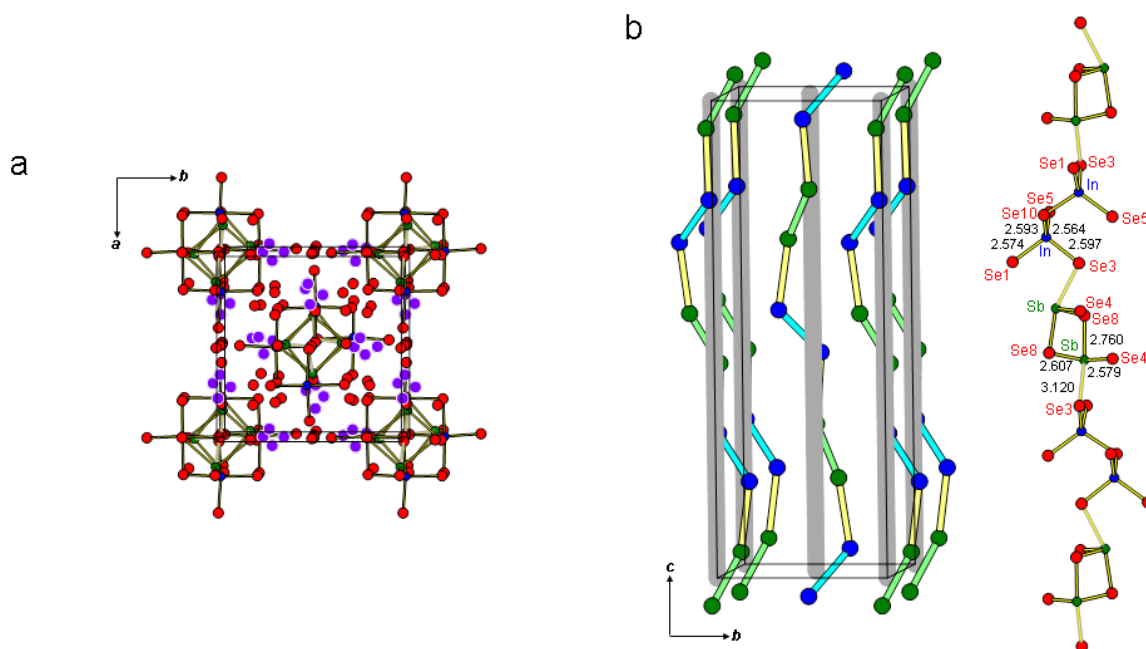 a
b
a
b
c
b
Se1
Se3
In
Se5
Se10
Se5
2.593
2.564
2.574
2.597
In
Se1
Se3
Sb
Se4
Se8
Sb
2.760
Se8
Se4
2.607
2.579
3.120
Se3